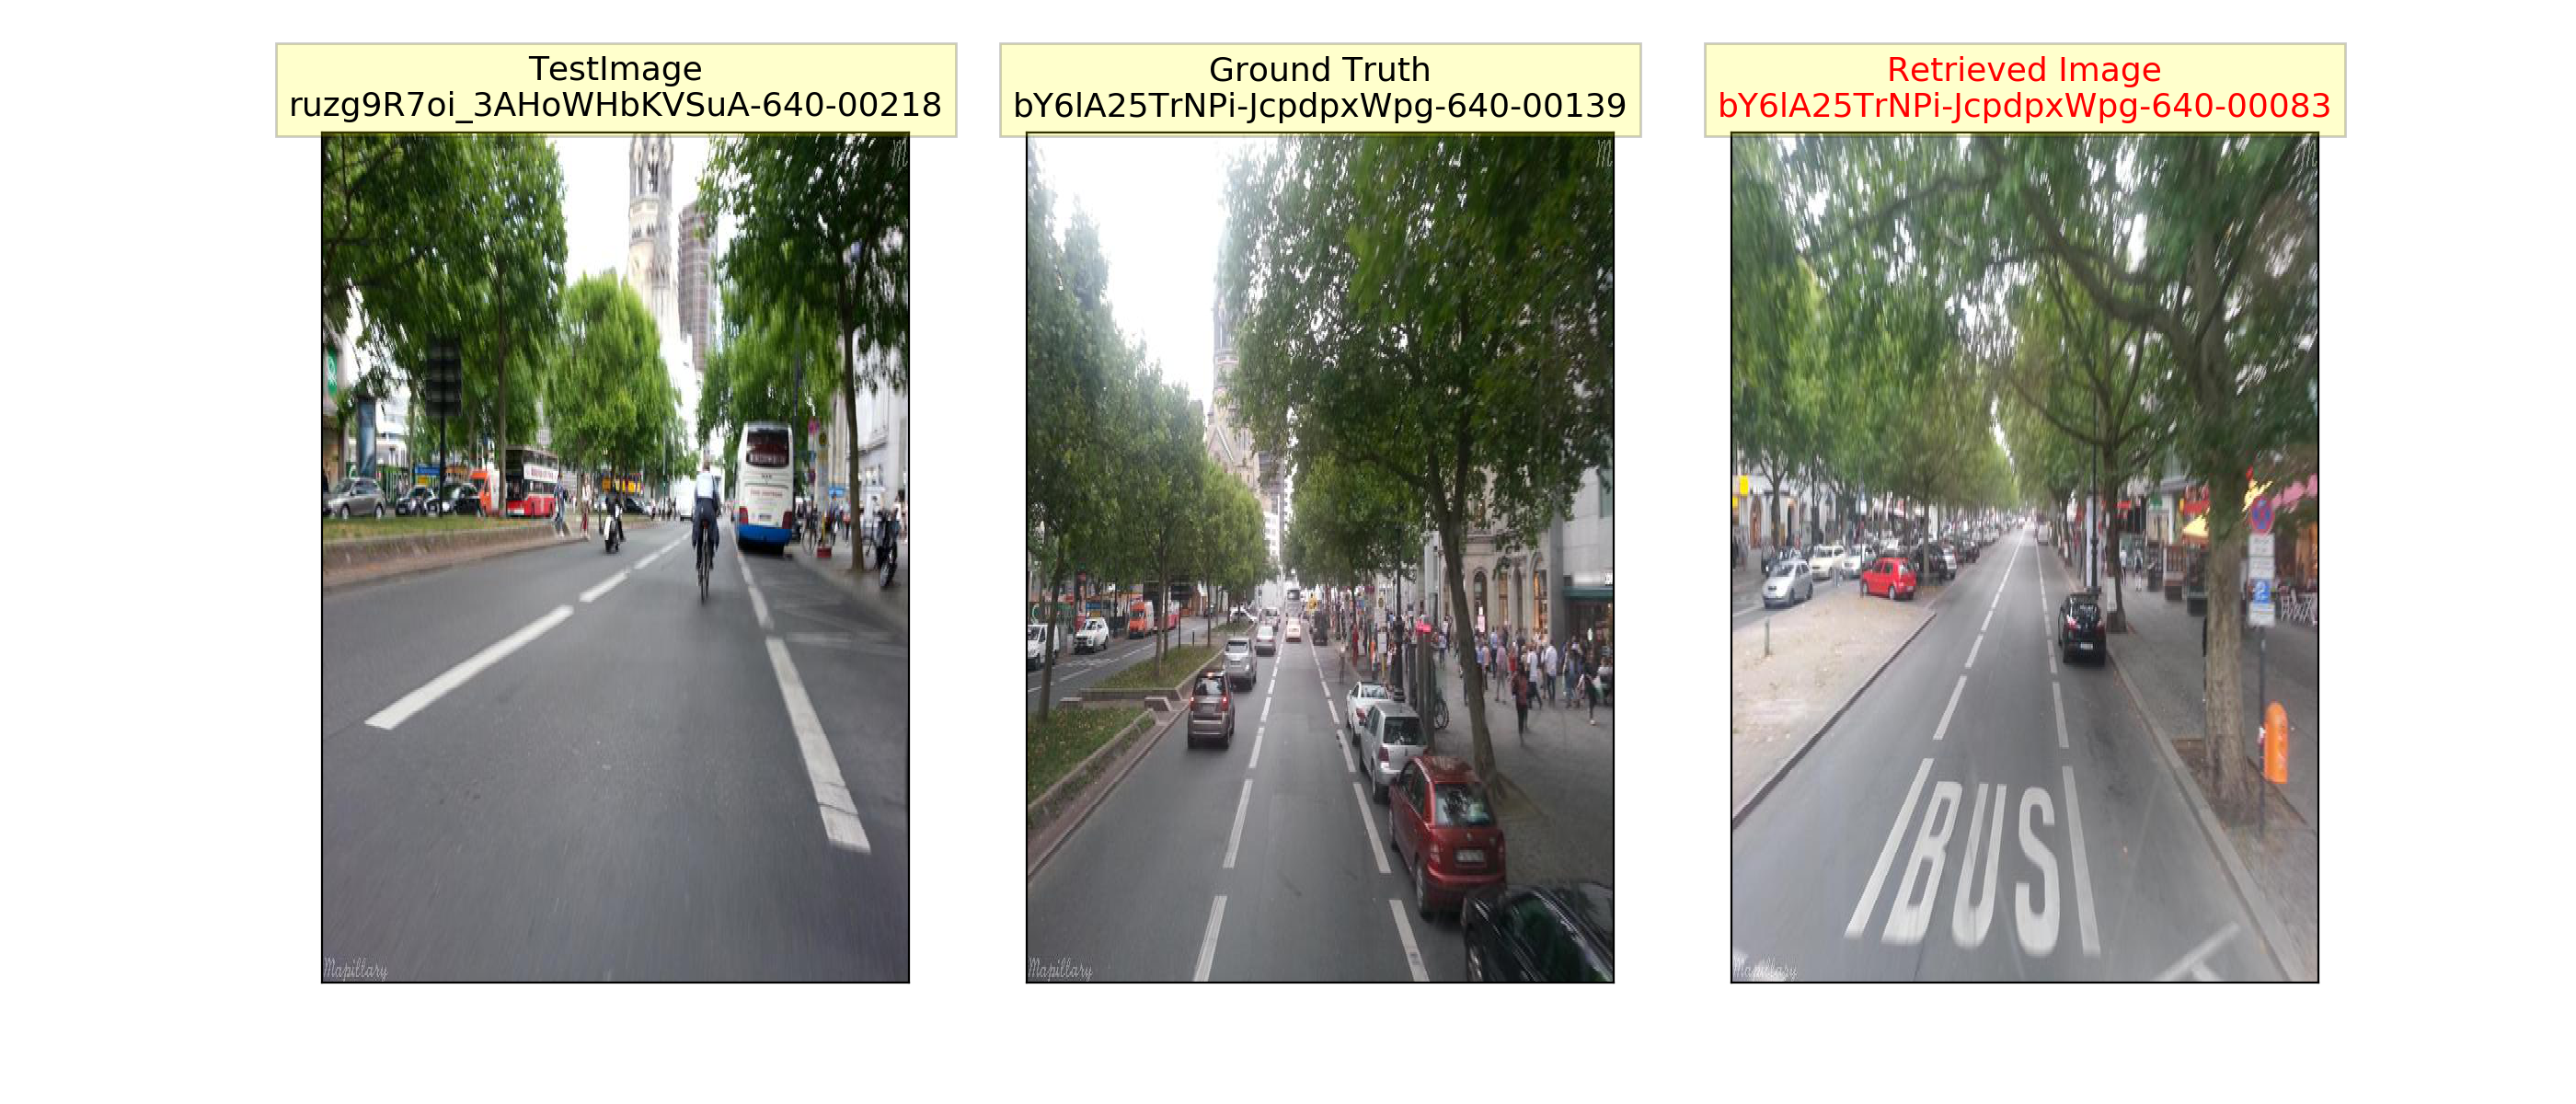 TestImage
ruzg9R7oi_3AHoWHbKVSuA-640-00218
Ground Truth
bY6lA25TrNPi-JcpdpxWpg-640-00139
Retrieved Image
bY6lA25TrNPi-JcpdpxWpg-640-00083
M
M
M
BUS
Mapillary
Mapillary
Mapillary